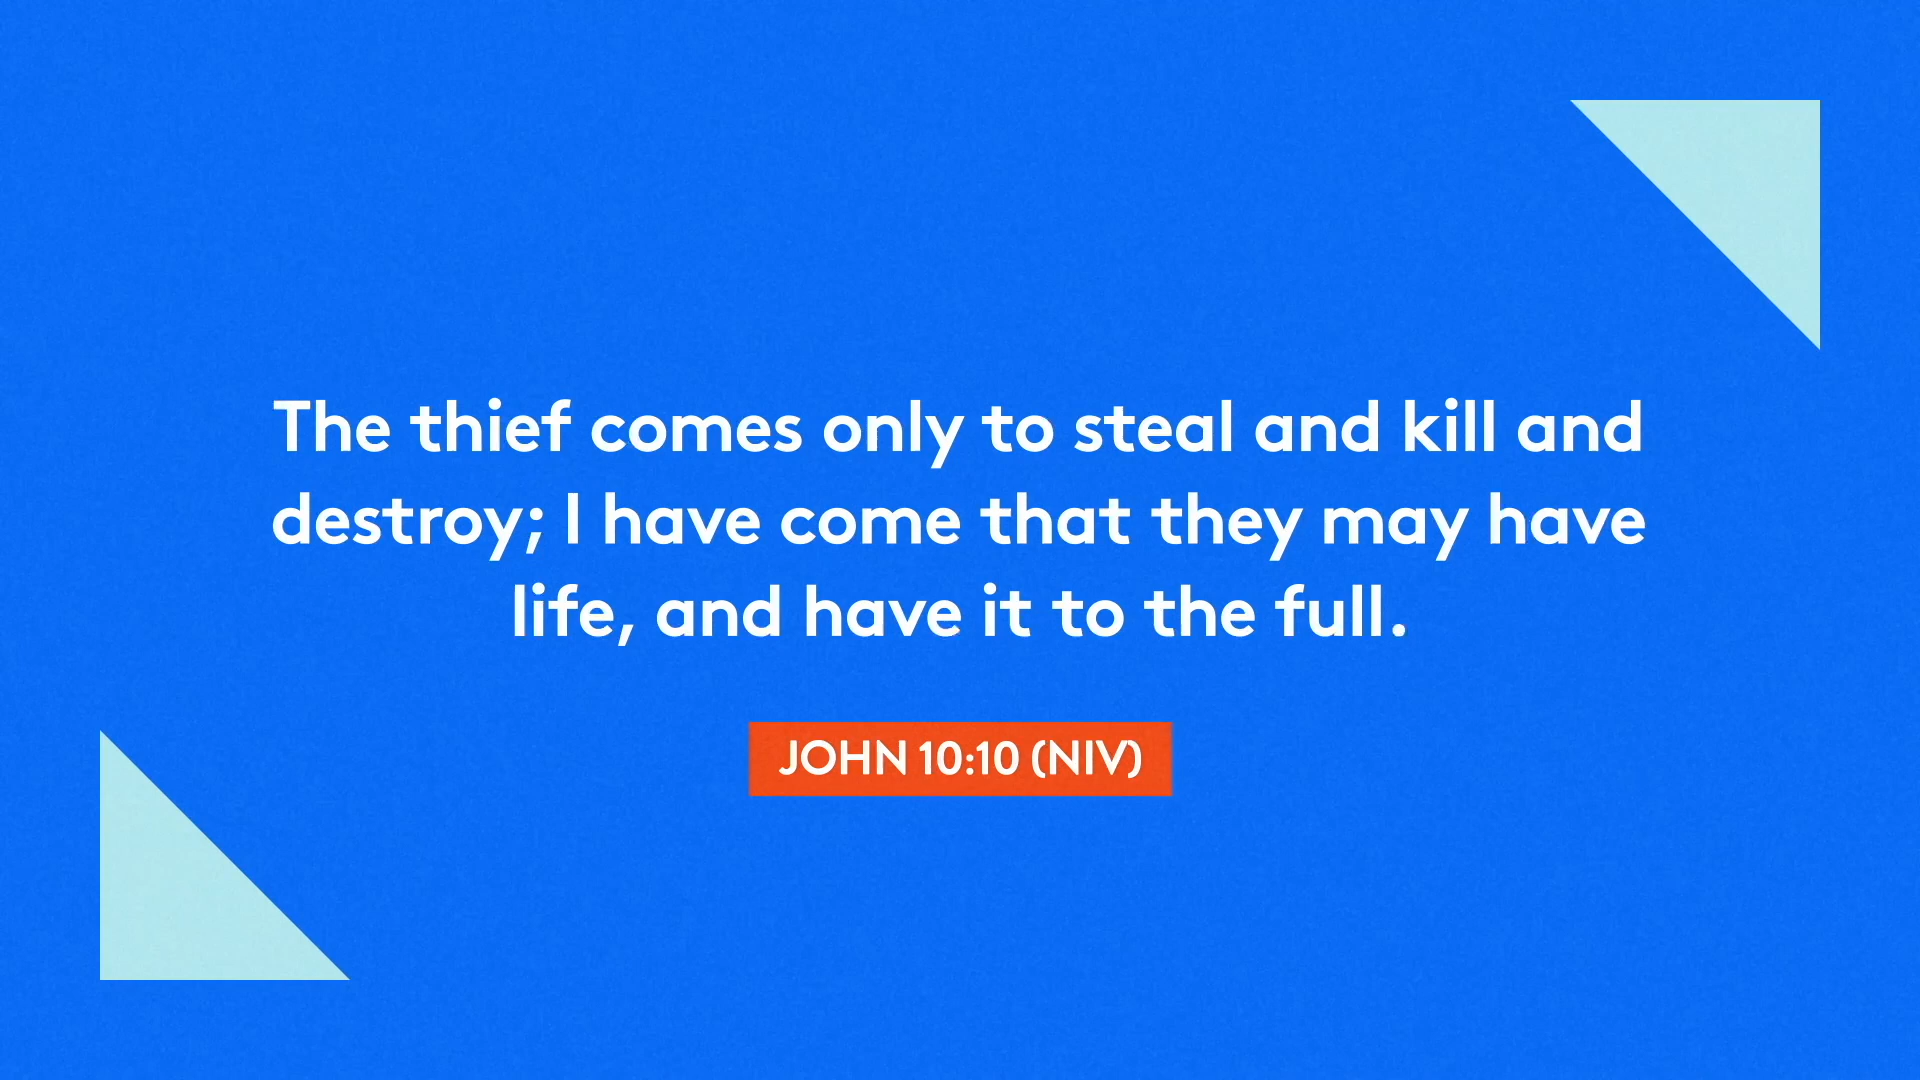 The thief comes only to steal and kill and
destroy; I have come that they may have
life, and have it to the full.
JOHN 10:10 (NIV)